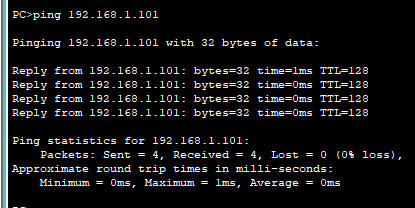 PC>ping 192.168.1.101
Pinging 192.168.1.101 with 32 bytes of data:
Reply from 192.168.1.101: bytes=32 time=1ms TTL=128
Reply from 192.168.1.101: bytes=32 time=0ms TTL=128
Reply from 192.168.1.101: bytes=32 time=0ms TTL=128
Reply from 192.168.1.101: bytes=32 time=0ms TTL=128
Ping statistics for 192.168.1.101:
Packets: Sent = 4, Received = 4, Lost = 0 (0% loss),
Approximate round trip times in milli-seconds:
Minimum = 0ms, Maximum = 1ms, Average = 0ms